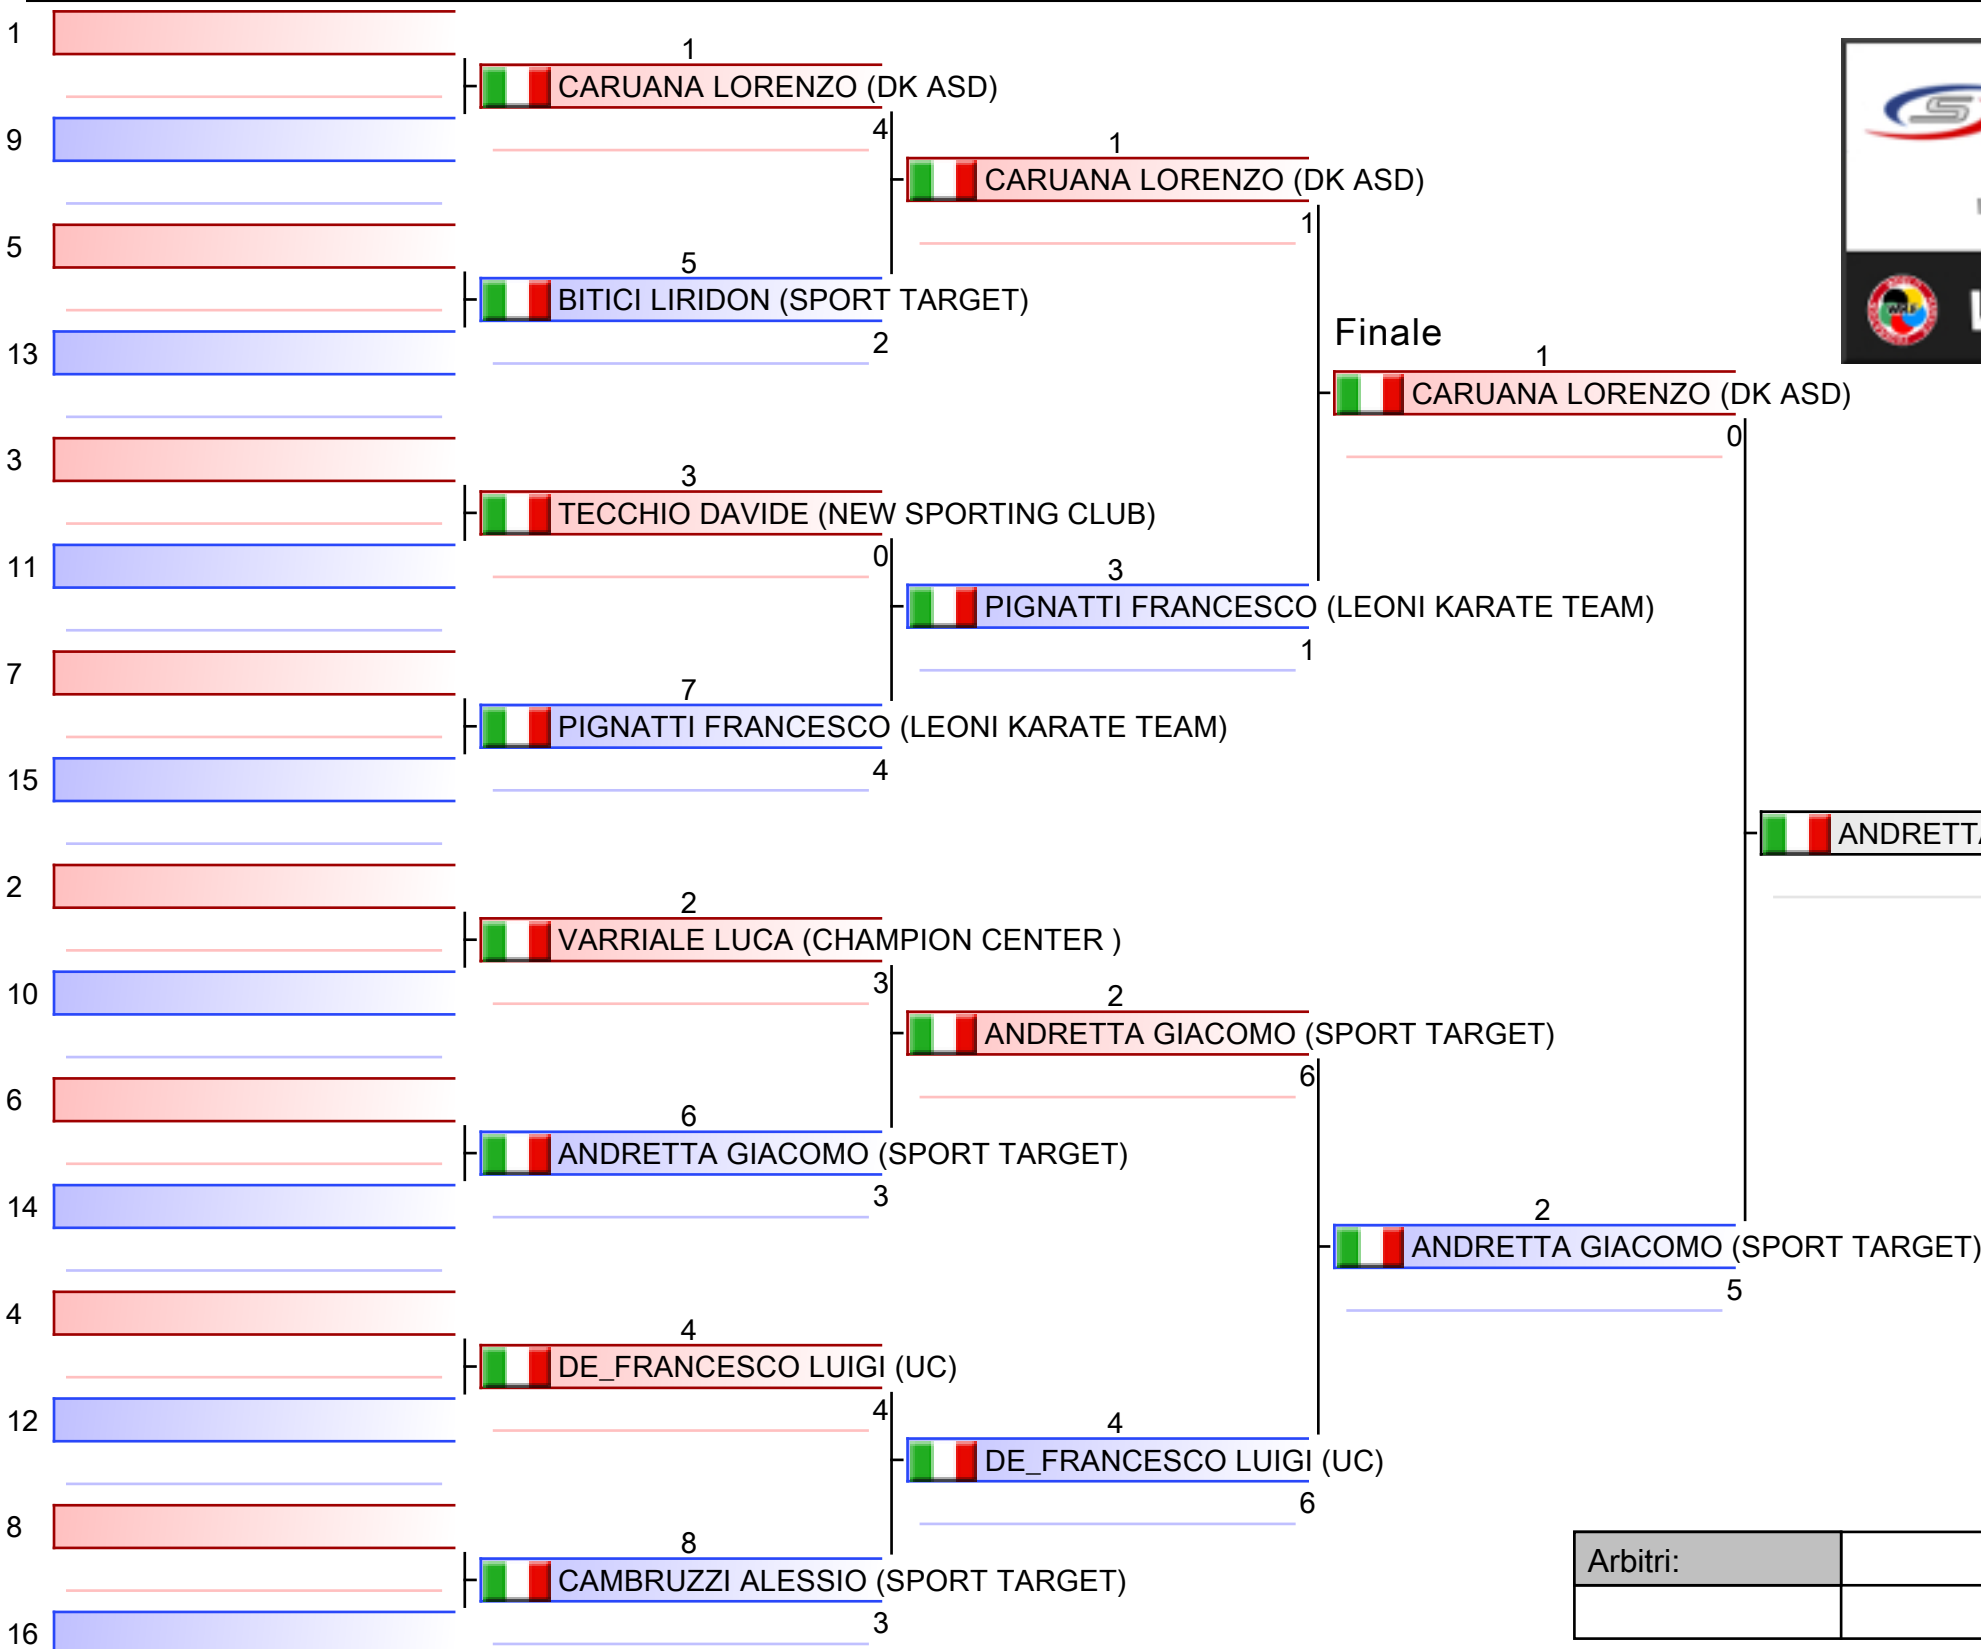 1
1
CARUANA LORENZO (DK ASD)
4
9
1
CARUANA LORENZO (DK ASD)
1
5
5
BITICI LIRIDON (SPORT TARGET)
2
13
Finale
1
CARUANA LORENZO (DK ASD)
0
3
3
TECCHIO DAVIDE (NEW SPORTING CLUB)
0
11
3
PIGNATTI FRANCESCO (LEONI KARATE TEAM)
1
7
7
PIGNATTI FRANCESCO (LEONI KARATE TEAM)
4
15
ANDRETTA
2
2
VARRIALE LUCA (CHAMPION CENTER )
3
10
2
ANDRETTA GIACOMO (SPORT TARGET)
6
6
6
ANDRETTA GIACOMO (SPORT TARGET)
3
14
2
ANDRETTA GIACOMO (SPORT TARGET)
5
4
4
DE_FRANCESCO LUIGI (UC)
4
12
4
DE_FRANCESCO LUIGI (UC)
6
8
8
CAMBRUZZI ALESSIO (SPORT TARGET)
3
16
Arbitri: